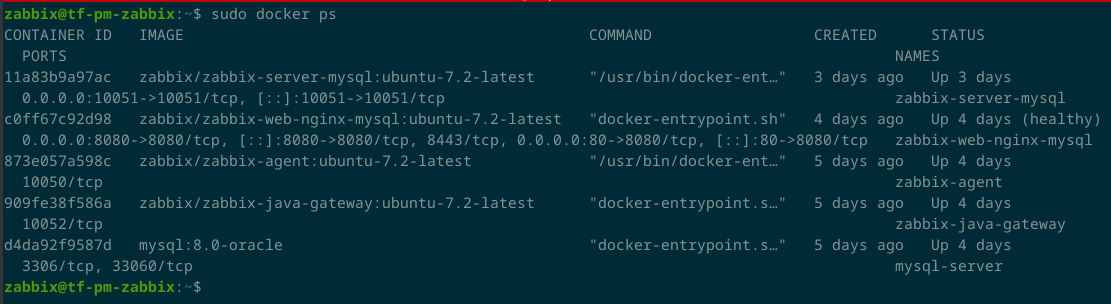 zabbix@tf-pm-zabbix:~$ sudo docker ps
CONTAINER ID   IMAGE                                             COMMAND                  CREATED      STATUS
  PORTS                                                                                            NAMES
11a83b9a97ac   zabbix/zabbix-server-mysql:ubuntu-7.2-latest      "/usr/bin/docker-ent…"   3 days ago   Up 3 days
  0.0.0.0:10051->10051/tcp, [::]:10051->10051/tcp                                                  zabbix-server-mysql
c0ff67c92d98   zabbix/zabbix-web-nginx-mysql:ubuntu-7.2-latest   "docker-entrypoint.sh"   4 days ago   Up 4 days (healthy)
  0.0.0.0:8080->8080/tcp, [::]:8080->8080/tcp, 8443/tcp, 0.0.0.0:80->8080/tcp, [::]:80->8080/tcp   zabbix-web-nginx-mysql
873e057a598c   zabbix/zabbix-agent:ubuntu-7.2-latest             "/usr/bin/docker-ent…"   5 days ago   Up 4 days
  10050/tcp                                                                                        zabbix-agent
909fe38f586a   zabbix/zabbix-java-gateway:ubuntu-7.2-latest      "docker-entrypoint.s…"   5 days ago   Up 4 days
  10052/tcp                                                                                        zabbix-java-gateway
d4da92f9587d   mysql:8.0-oracle                                  "docker-entrypoint.s…"   5 days ago   Up 4 days
  3306/tcp, 33060/tcp                                                                              mysql-server
zabbix@tf-pm-zabbix:~$